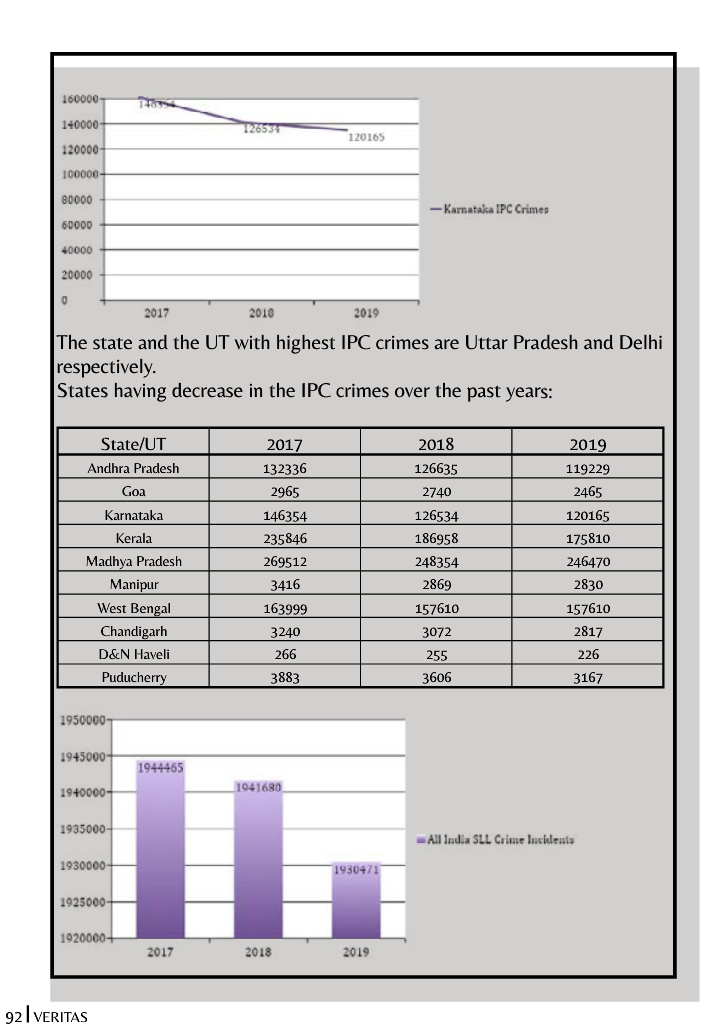 160000
140000
120000
100000
80000
60000
40000
20000
0
146354
126534
120165
2017 2018 2019
Karnataka IPC Crimes
The state and the UT with highest IPC crimes are Uttar Pradesh and Delhi
respectively.
States having decrease in the IPC crimes over the past years:
State/UT 2017 2018 2019
Andhra Pradesh 132336 126635 119229
Goa 2965 2740 2465
Karnataka 146354 126534 120165
Kerala 235846 186958 175810
Madhya Pradesh 269512 248354 246470
Manipur 3416 2869 2830
West Bengal 163999 157610 157610
Chandigarh 3240 3072 2817
D&N Haveli 266 255 226
Puducherry 3883 3606 3167
1950000
1945000
1940000
1935000
1930000
1925000
1920000
1944465
1941680
1930471
2017 2018 2019
All India SLL Crime Incidents
92 | VERITAS